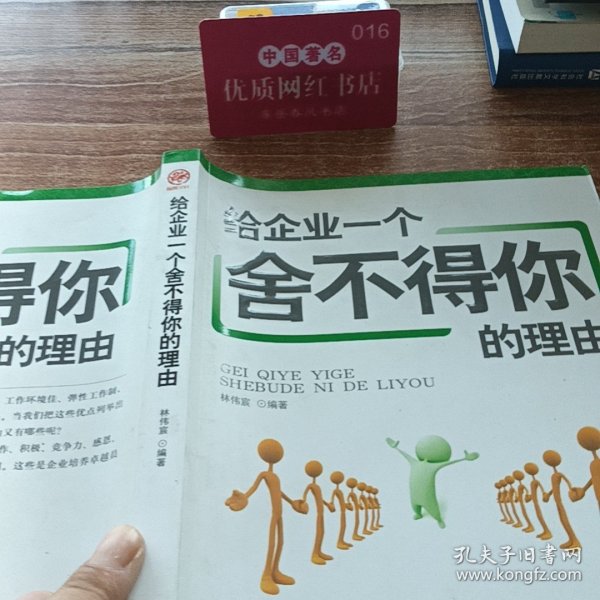 016
中国著名
优质网红书店
给企业一个
舍不得你
的理由
GEI QIYE YIGE
SHEBUDE NI DE LIYOU
林伟宸 ⊙编著
给企业一个舍不得你的理由
林伟宸 ⊙ 编著
得你
的理由
工作环境佳、弹性工作制,
当我们把这些优点列举出
又有哪些呢?
作、积极、竞争力、感恩、
这些是企业培养卓越员
孔夫子旧书网
www.kongfz.com